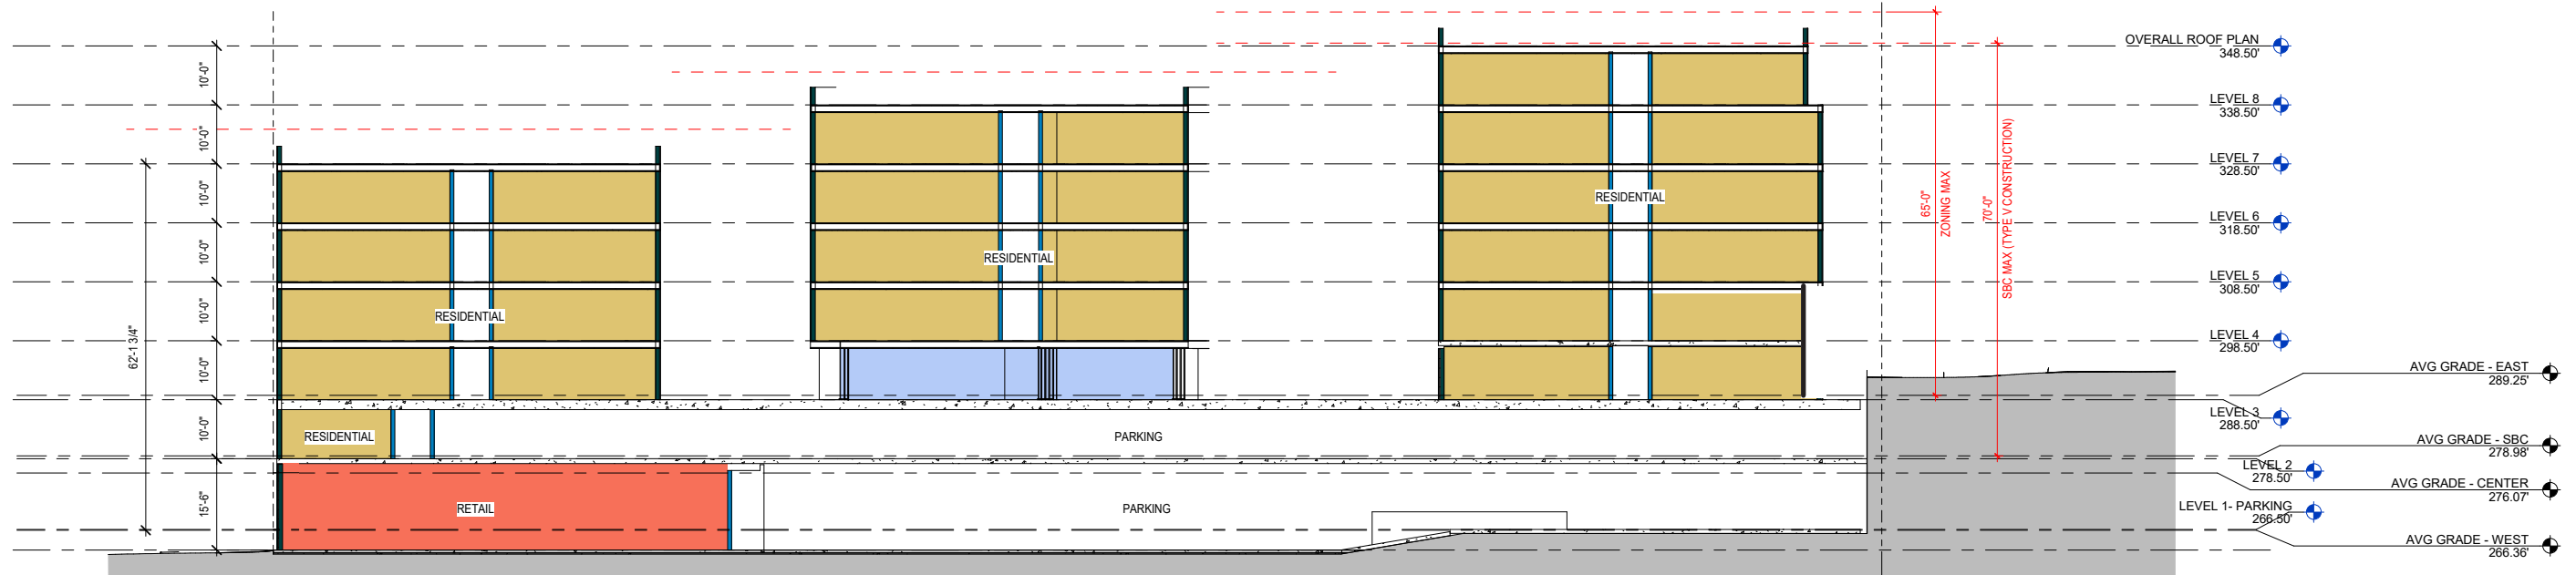 OVERALL ROOF PLAN
348.50'
LEVEL 8
338.50'
LEVEL 7
328.50'
LEVEL 6
318.50'
LEVEL 5
308.50'
LEVEL 4
298.50'
AVG GRADE - EAST
289.25'
LEVEL 3
288.50'
AVG GRADE - SBC
278.98'
LEVEL 2
278.50'
AVG GRADE - CENTER
276.07'
LEVEL 1- PARKING
266.50'
AVG GRADE - WEST
266.36'
10'-0"
10'-0"
10'-0"
10'-0"
10'-0"
10'-0"
10'-0"
15'-6"
62'-1 3/4"
RESIDENTIAL
RESIDENTIAL
RESIDENTIAL
RESIDENTIAL
PARKING
RETAIL
PARKING
65'-0"
ZONING MAX
70'-0"
SBC MAX (TYPE V CONSTRUCTION)